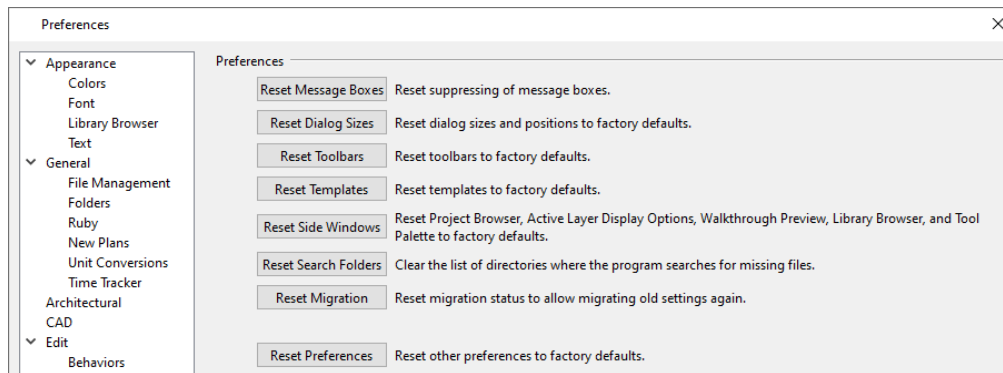 Preferences
Appearance
Colors
Font
Library Browser
Text
General
File Management
Folders
Ruby
New Plans
Unit Conversions
Time Tracker
Architectural
CAD
Edit
Behaviors
Preferences
Reset Message Boxes Reset suppressing of message boxes.
Reset Dialog Sizes Reset dialog sizes and positions to factory defaults.
Reset Toolbars Reset toolbars to factory defaults.
Reset Templates Reset templates to factory defaults.
Reset Side Windows Reset Project Browser, Active Layer Display Options, Walkthrough Preview, Library Browser, and Tool
Palette to factory defaults.
Reset Search Folders Clear the list of directories where the program searches for missing files.
Reset Migration Reset migration status to allow migrating old settings again.
Reset Preferences Reset other preferences to factory defaults.